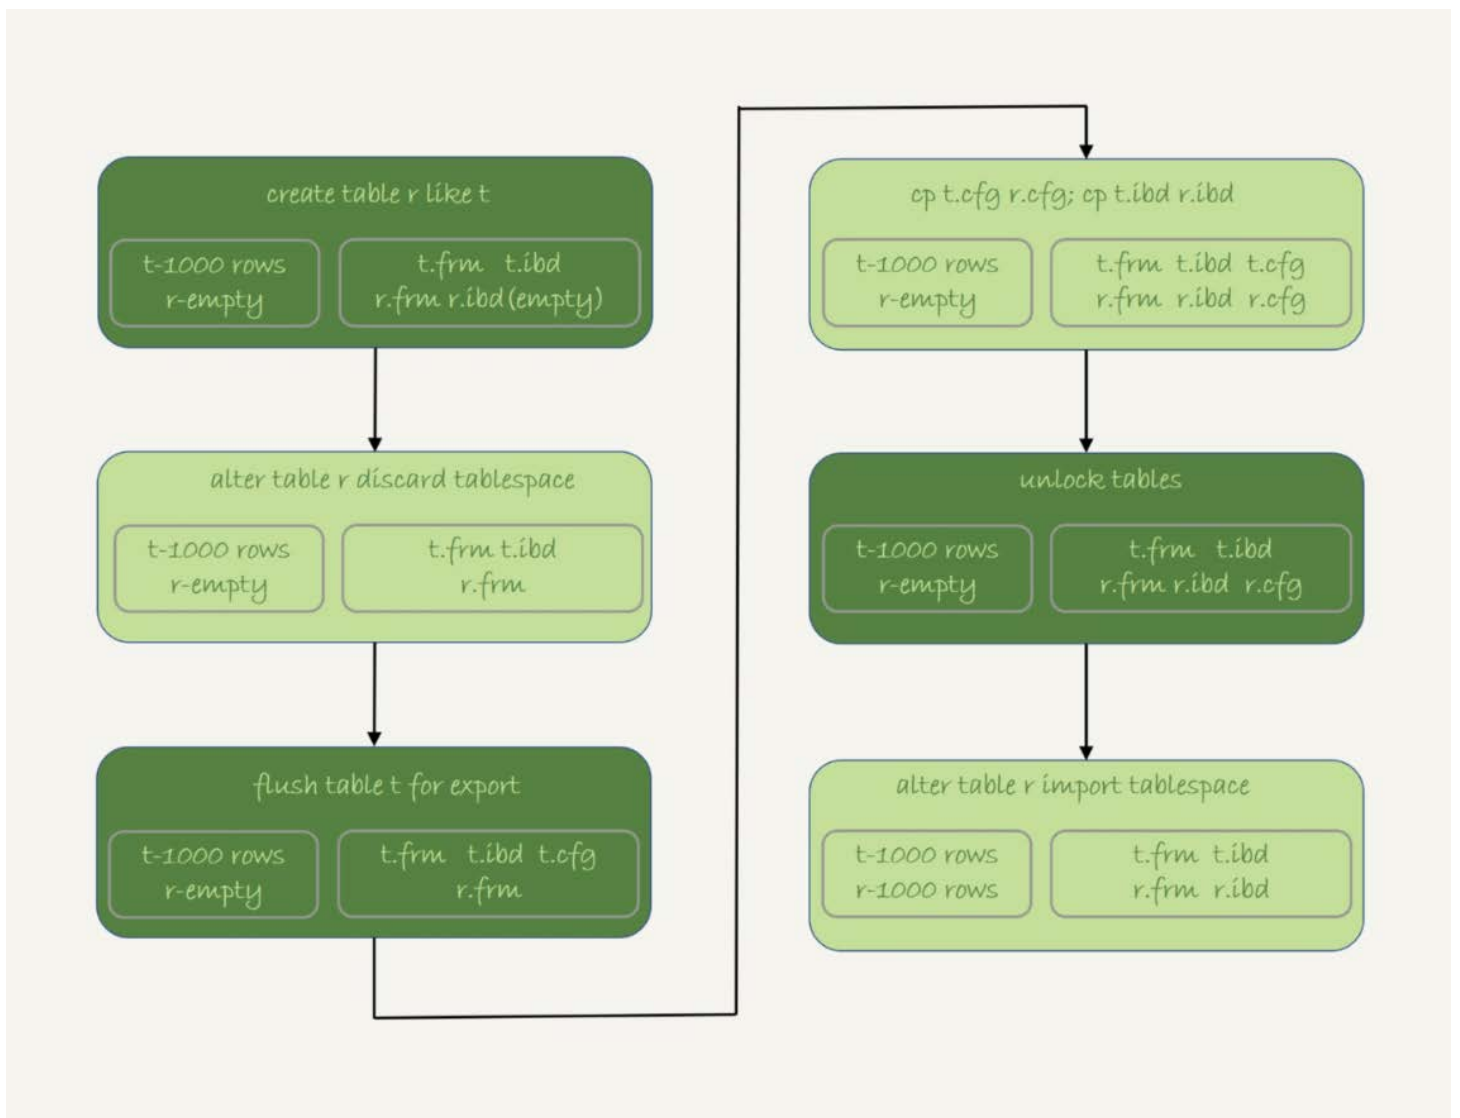 create table r like t
t-1000 rows
r-empty
t.frm t.ibd
r.frm r.ibd(empty)
alter table r discard tablespace
t-1000 rows
r-empty
t.frm t.ibd
r.frm
flush table t for export
t-1000 rows
r-empty
t.frm t.ibd t.cfg
r.frm
cp t.cfg r.cfg; cp t.ibd r.ibd
t-1000 rows
r-empty
t.frm t.ibd t.cfg
r.frm r.ibd r.cfg
unlock tables
t-1000 rows
r-empty
t.frm t.ibd
r.frm r.ibd r.cfg
alter table r import tablespace
t-1000 rows
r-1000 rows
t.frm t.ibd
r.frm r.ibd